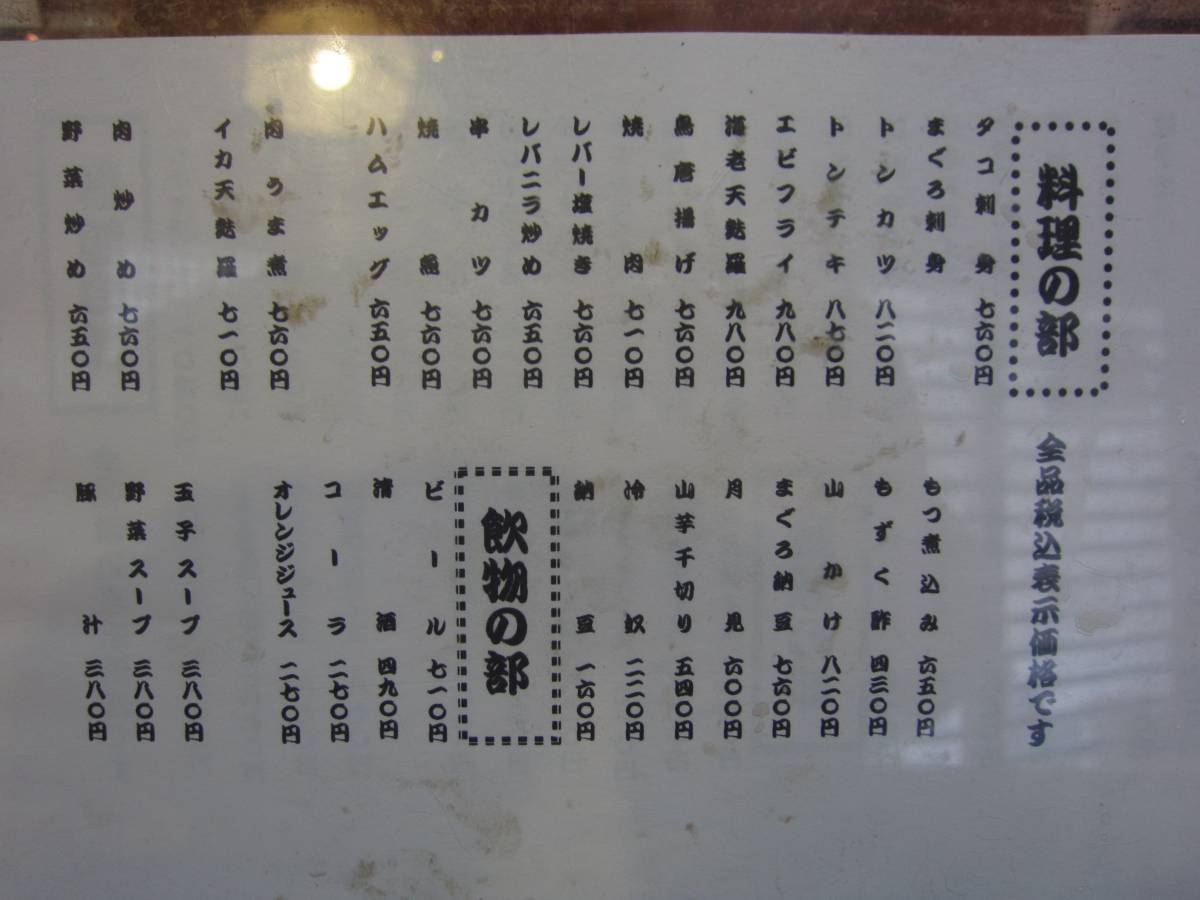 料理の部
全品税込表示価格です
タコ刺身 七六〇円
まぐろ刺身
トンカツ 八二〇円
トンテキ 八七〇円
エビフライ 九八〇円
海老天麩羅 九八〇円
鳥唐揚げ 七六〇円
焼肉 七一〇円
レバー塩焼き 七六〇円
レバニラ炒め 六五〇円
串カツ 七六〇円
焼魚 七六〇円
ハムエッグ 六五〇円
肉うま煮 七六〇円
イカ天麩羅 七一〇円
肉炒め 七六〇円
野菜炒め 六五〇円
もつ煮込み 六五〇円
もずく酢 四三〇円
山かけ 八二〇円
まぐろ納豆 七六〇円
月見 六〇〇円
山芋千切り 五四〇円
冷奴 二二〇円
納豆 一六〇円
飲物の部
ビール 七一〇円
清酒 四九〇円
コーラ 二七〇円
オレンジジュース 二七〇円
玉子スープ 三八〇円
野菜スープ 三八〇円
豚汁 三八〇円